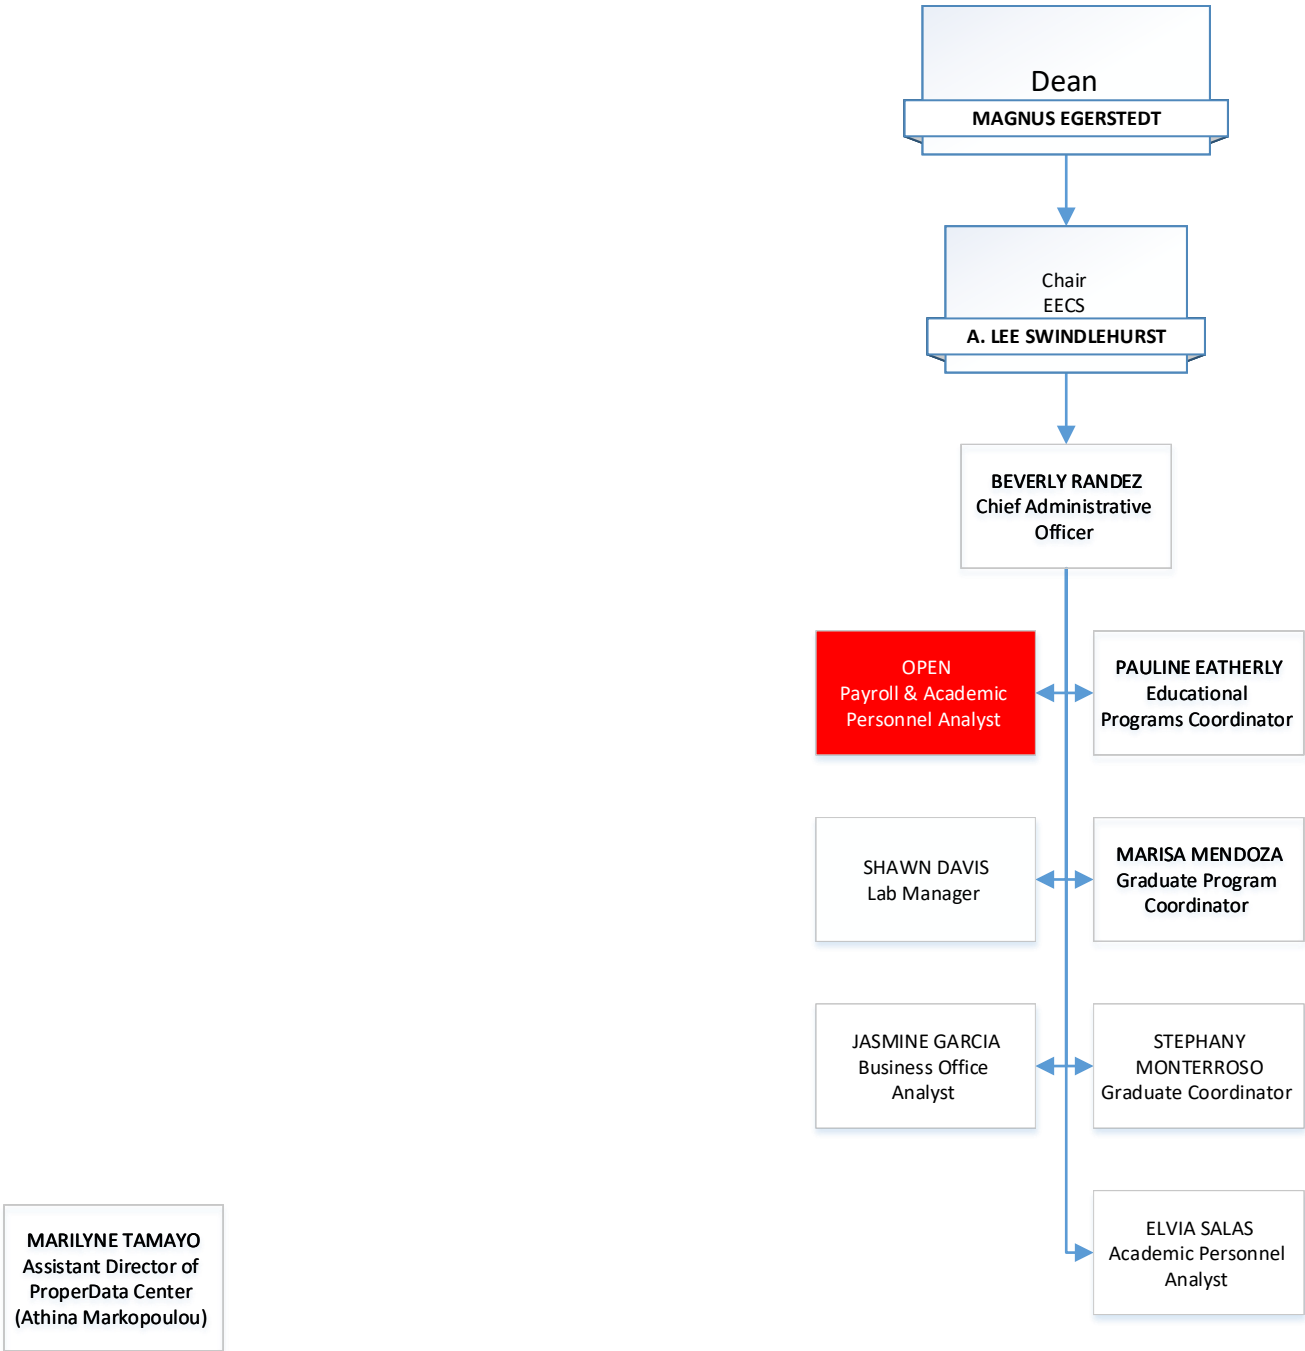 Dean
MAGNUS EGERSTEDT
Chair
EECS
A. LEE SWINDLEHURST
BEVERLY RANDEZ
Chief Administrative
Officer
OPEN
Payroll & Academic
Personnel Analyst
PAULINE EATHERLY
Educational
Programs Coordinator
SHAWN DAVIS
Lab Manager
MARISA MENDOZA
Graduate Program
Coordinator
JASMINE GARCIA
Business Office
Analyst
STEPHANY
MONTERROSO
Graduate Coordinator
ELVIA SALAS
Academic Personnel
Analyst
MARILYNE TAMAYO
Assistant Director of
ProperData Center
(Athina Markopoulou)